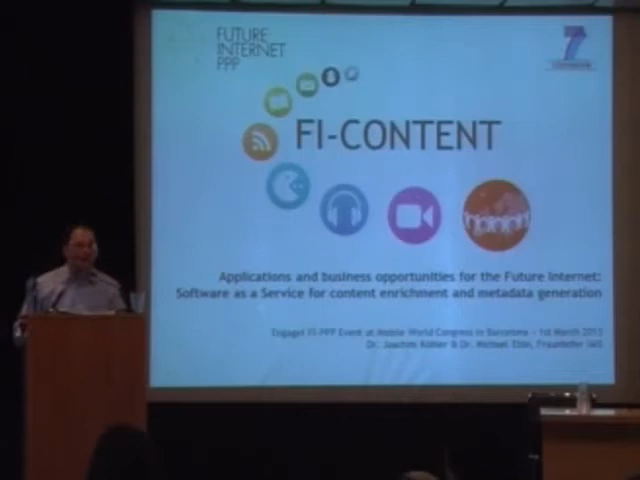 FUTURE
INTERNET
PPP
FI-CONTENT
Applications and business opportunities for the Future Internet:
Software as a Service for content enrichment and metadata generation
Engage! FI-PPP Event at Mobile World Congress in Barcelona - 1st March
Dr. Joachim Köhler & Dr. Michael Eble, Fraunhofer IAIS